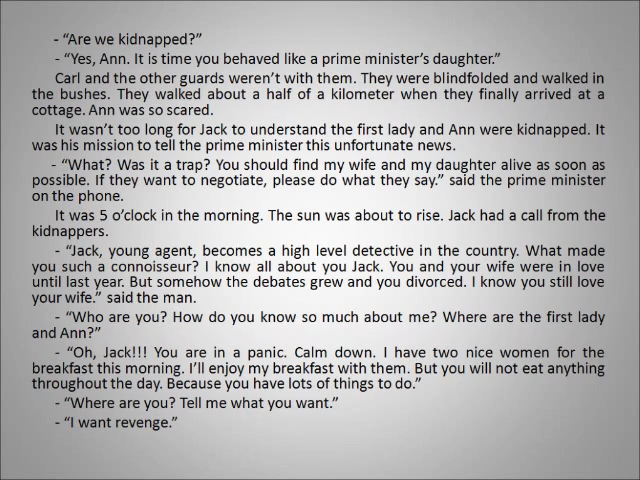 - “Are we kidnapped?”
- “Yes, Ann. It is time you behaved like a prime minister’s daughter.”
Carl and the other guards weren’t with them. They were blindfolded and walked in
the bushes. They walked about a half of a kilometer when they finally arrived at a
cottage. Ann was so scared.
It wasn’t too long for Jack to understand the first lady and Ann were kidnapped. It
was his mission to tell the prime minister this unfortunate news.
- “What? Was it a trap? You should find my wife and my daughter alive as soon as
possible. If they want to negotiate, please do what they say.” said the prime minister
on the phone.
It was 5 o’clock in the morning. The sun was about to rise. Jack had a call from the
kidnappers.
- “Jack, young agent, becomes a high level detective in the country. What made
you such a connoisseur? I know all about you Jack. You and your wife were in love
until last year. But somehow the debates grew and you divorced. I know you still love
your wife.” said the man.
- “Who are you? How do you know so much about me? Where are the first lady
and Ann?”
- “Oh, Jack!!! You are in a panic. Calm down. I have two nice women for the
breakfast this morning. I’ll enjoy my breakfast with them. But you will not eat anything
throughout the day. Because you have lots of things to do.”
- “Where are you? Tell me what you want.”
- “I want revenge.”